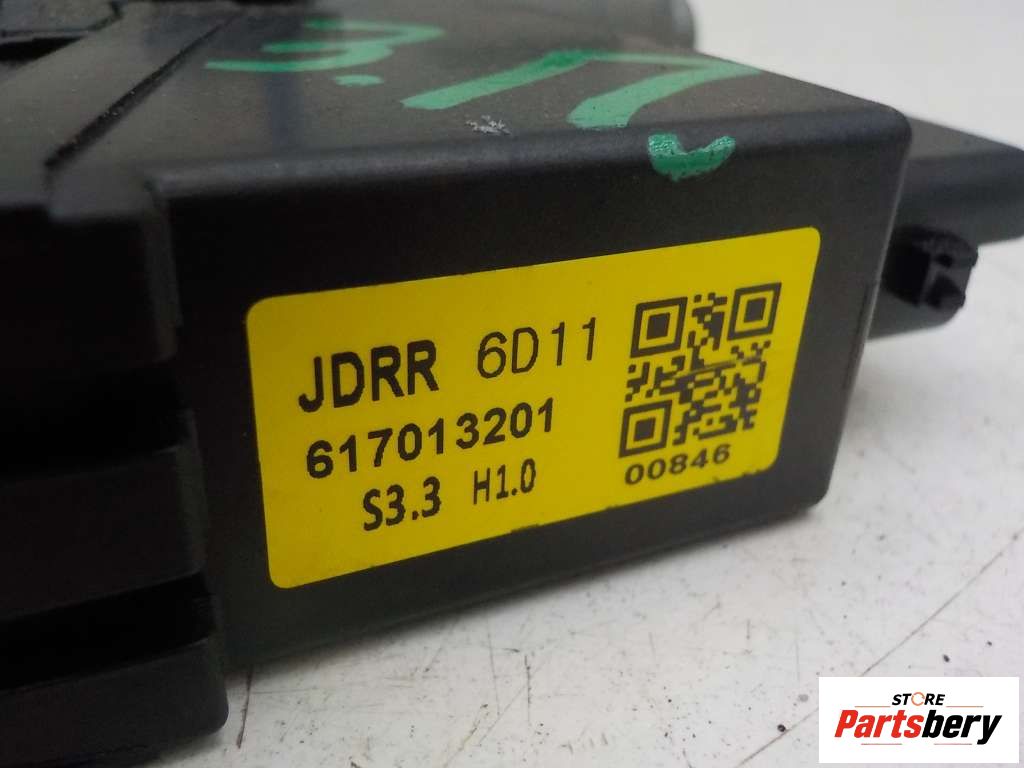 JDRR 6D11
617013201
S3.3 H1.0
00846
STORE
Partsbery